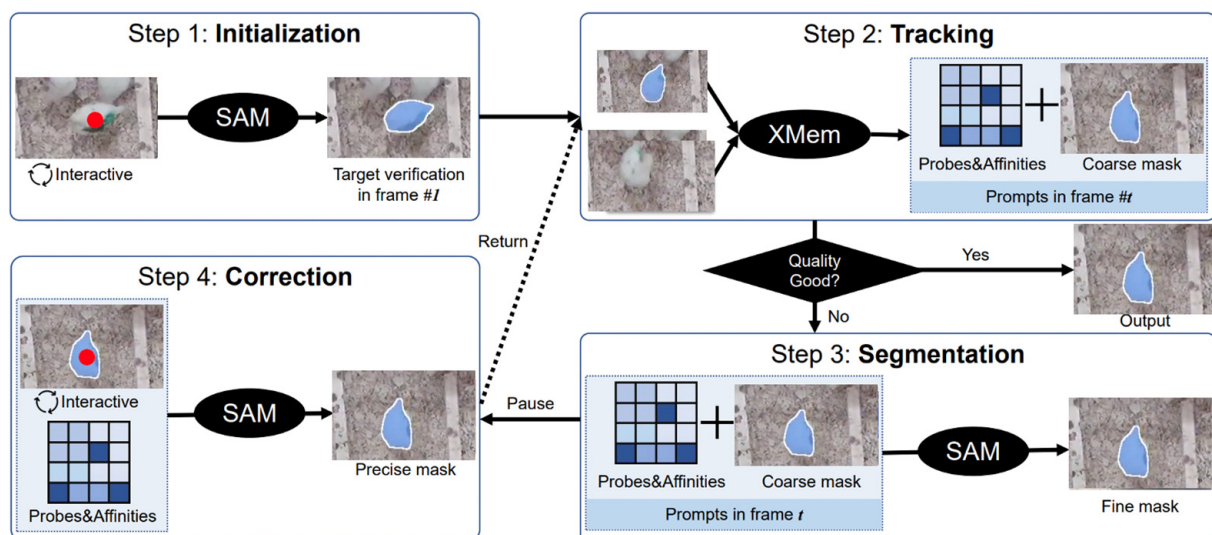 Step 1: Initialization
SAM
Interactive
Target verification
in frame #1
Step 2: Tracking
XMem
Probes&Affinities
Coarse mask
Prompts in frame #t
Return
Quality
Good?
Yes
Output
No
Step 3: Segmentation
Probes&Affinities
Coarse mask
Prompts in frame t
SAM
Fine mask
Pause
Step 4: Correction
Interactive
SAM
Precise mask
Probes&Affinities